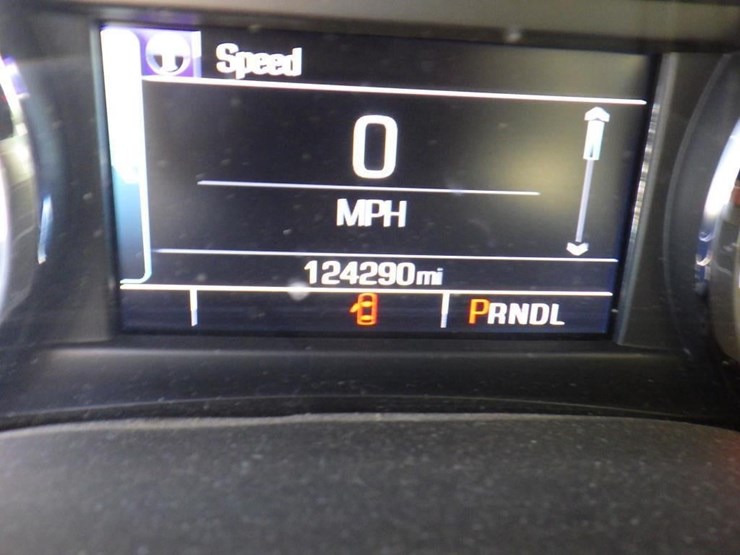 Speed
0
MPH
124290mi
PRNDL